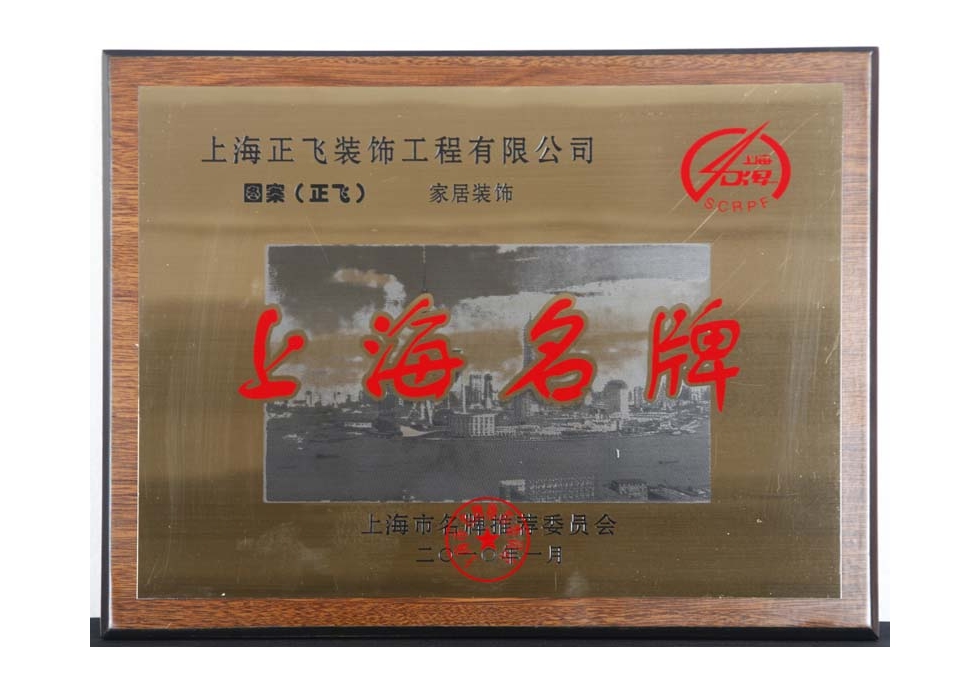 上海正飞装饰工程有限公司
图案（正飞） 家居装饰
上海
名牌
SCRPF
上海名牌
上海市名牌推荐委员会
二〇一〇年一月